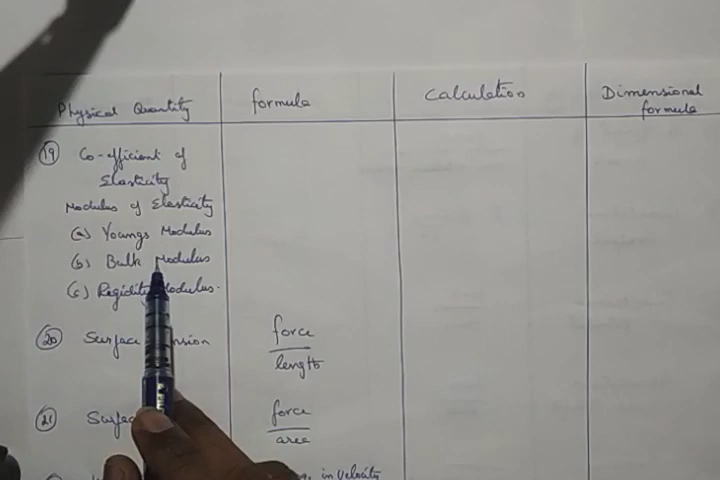 Physical Quantity formula Calculation Dimensional formula
19 Co-efficient of
Elasticity
Modulus of Elasticity
(a) Youngs Modulus
(b) Bulk Modulus
(c) Regidity Modulus.
20 Surface force
length
21 force
area
in Velocity